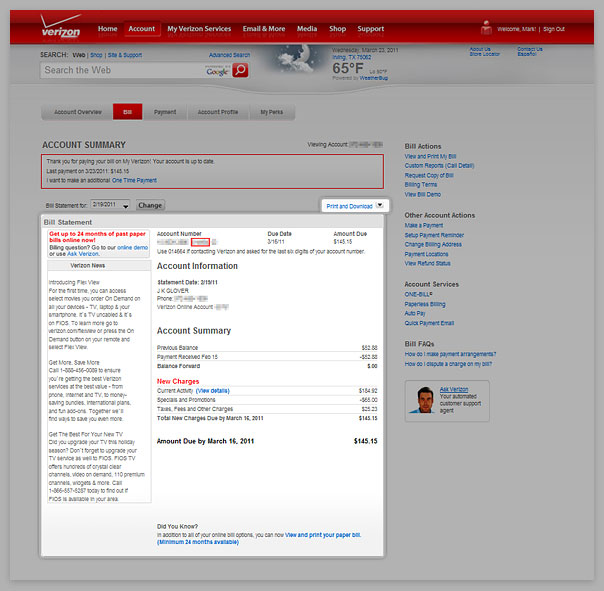 verizon
Home Account My Verizon Services Email & More Media Shop Support
Welcome, Mark! | Sign Out
SEARCH: Web | Shop | Site & Support
Advanced Search
Search the Web
Google
Wednesday, March 23, 2011
Irving, TX 75062
65°F
Lo 50°F
Powered by WeatherBug
About Us
Store Locator
Contact Us
Español
Account Overview Bill Payment Account Profile My Perks
ACCOUNT SUMMARY
Viewing Account:
Thank you for paying your bill on My Verizon! Your account is up to date.
Last payment on 3/23/2011: $145.15
I want to make an additional One Time Payment
Bill Statement for: 2/19/2011 Change
Print and Download
Bill Statement
Get up to 24 months of past paper
bills online now!
Billing question? Go to our online demo
or use Ask Verizon.
Verizon News
Introducing Flex View
For the first time, you can access
select movies you order On Demand on
all your devices - TV, laptop & your
smartphone. It's TV uncabled & it's
on FIOS. To learn more go to
verizon.com/flexview or press the On
Demand button on your remote and
select Flex View.
Get More, Save More
Call 1-888-456-0089 to ensure
you're getting the best Verizon
services at the best value - from
phone, internet and TV, to money-
saving bundles, international plans,
and fun add-ons. Together we'll
find ways to save you even more.
Get The Best For Your New TV
Did you upgrade your TV this holiday
season? Don't forget to upgrade your
TV service as well to FIOS. FIOS TV
offers hundreds of crystal clear
channels, video on demand, 110 premium
channels, widgets & more. Call
1-866-557-8287 today to find out if
FIOS is available in your area.
Account Number
Due Date
3/16/11
Amount Due
$145.15
Use 014664 if contacting Verizon and asked for the last six digits of your account number.
Account Information
Statement Date: 2/19/11
J K GLOVER
Phone:
Verizon Online Account
Account Summary
Previous Balance $52.88
Payment Received Feb 15 -$52.88
Balance Forward $.00
New Charges
Current Activity (View details) $184.92
Specials and Promotions -$65.00
Taxes, Fees and Other Charges $25.23
Total New Charges Due by March 16, 2011 $145.15
Amount Due by March 16, 2011 $145.15
Did You Know?
In addition to all of your online bill options, you can now View and print your paper bill.
(Minimum 24 months available)
Bill Actions
View and Print My Bill
Custom Reports (Call Detail)
Request Copy of Bill
Billing Terms
View Bill Demo
Other Account Actions
Make a Payment
Setup Payment Reminder
Change Billing Address
Payment Locations
View Refund Status
Account Services
ONE-BILL®
Paperless Billing
Auto Pay
Quick Payment Email
Bill FAQs
How do I make payment arrangements?
How do I dispute a charge on my bill?
Ask Verizon
Your automated
customer support
agent